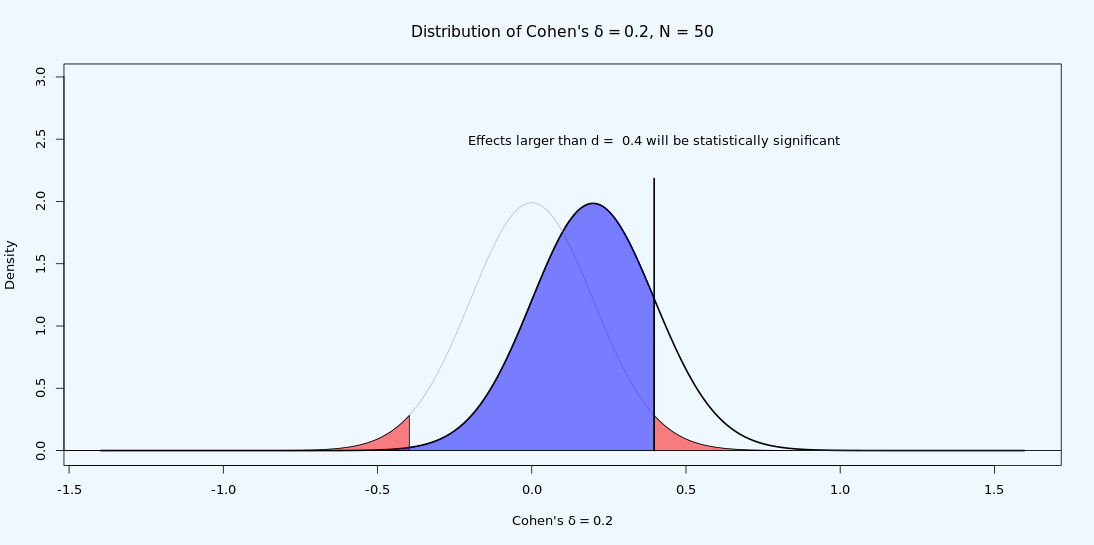 Distribution of Cohen's δ = 0.2, N = 50
3.0
2.5
2.0
1.5
1.0
0.5
0.0
Density
Effects larger than d =  0.4 will be statistically significant
-1.5 -1.0 -0.5 0.0 0.5 1.0 1.5
Cohen's δ = 0.2